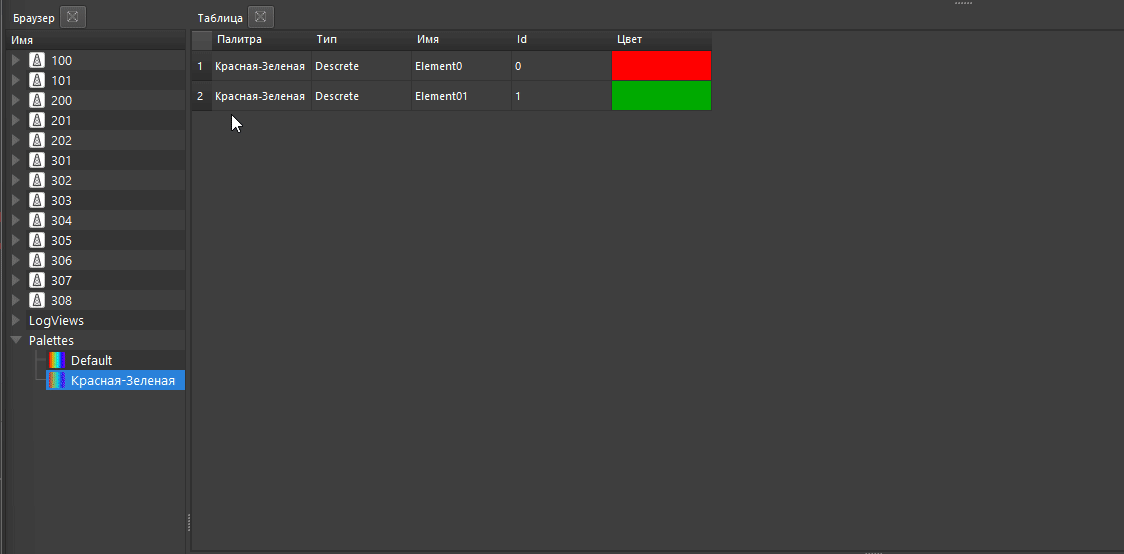 Браузер
Имя
100
101
200
201
202
301
302
303
304
305
306
307
308
LogViews
Palettes
Default
Красная-Зеленая
Таблица
Палитра Тип Имя Id Цвет
1 Красная-Зеленая Descrete Element0 0
2 Красная-Зеленая Descrete Element01 1